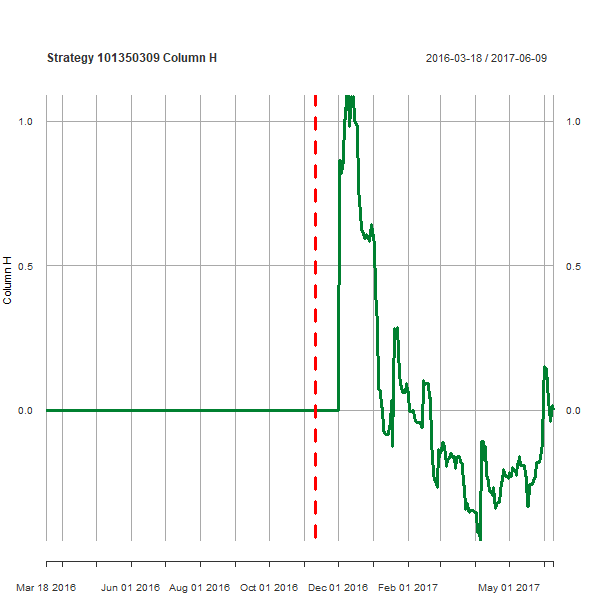 Strategy 101350309 Column H
2016-03-18 / 2017-06-09
1.0 1.0
0.5 0.5
Column H
0.0 0.0
Mar 18 2016 Jun 01 2016 Aug 01 2016 Oct 01 2016 Dec 01 2016 Feb 01 2017 May 01 2017